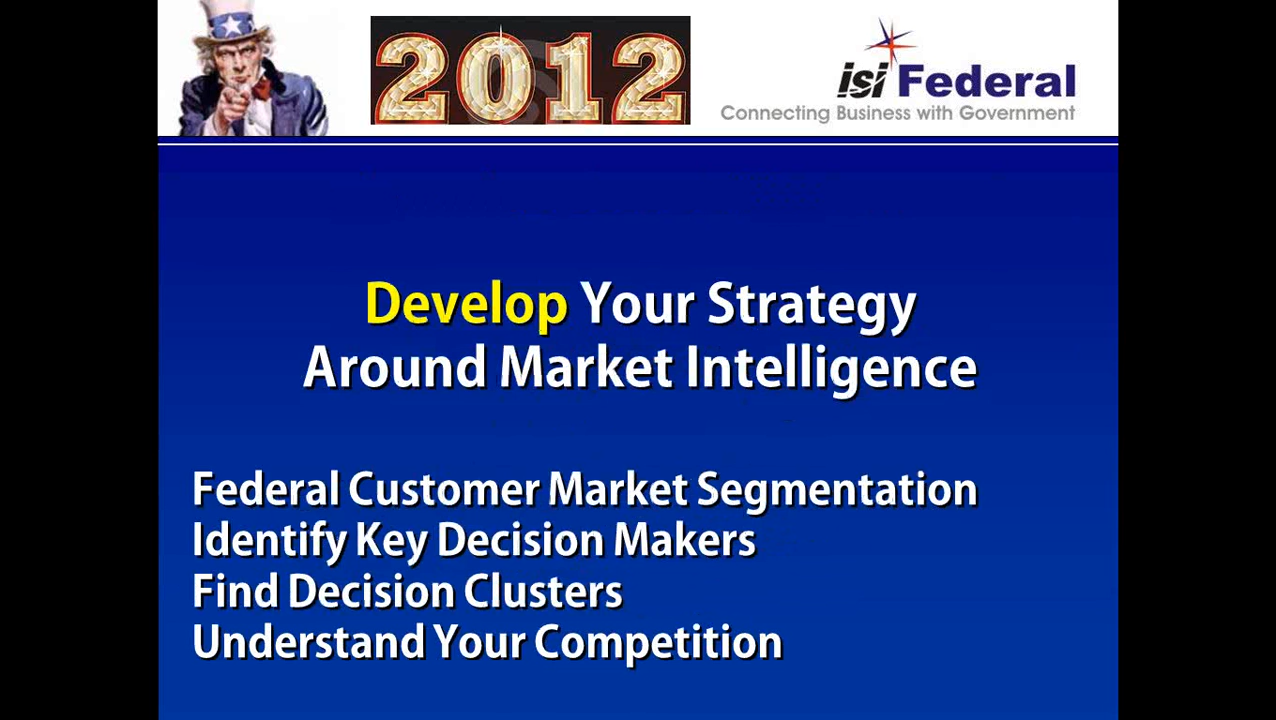 2012
isi Federal
Connecting Business with Government
Develop Your Strategy
Around Market Intelligence
Federal Customer Market Segmentation
Identify Key Decision Makers
Find Decision Clusters
Understand Your Competition